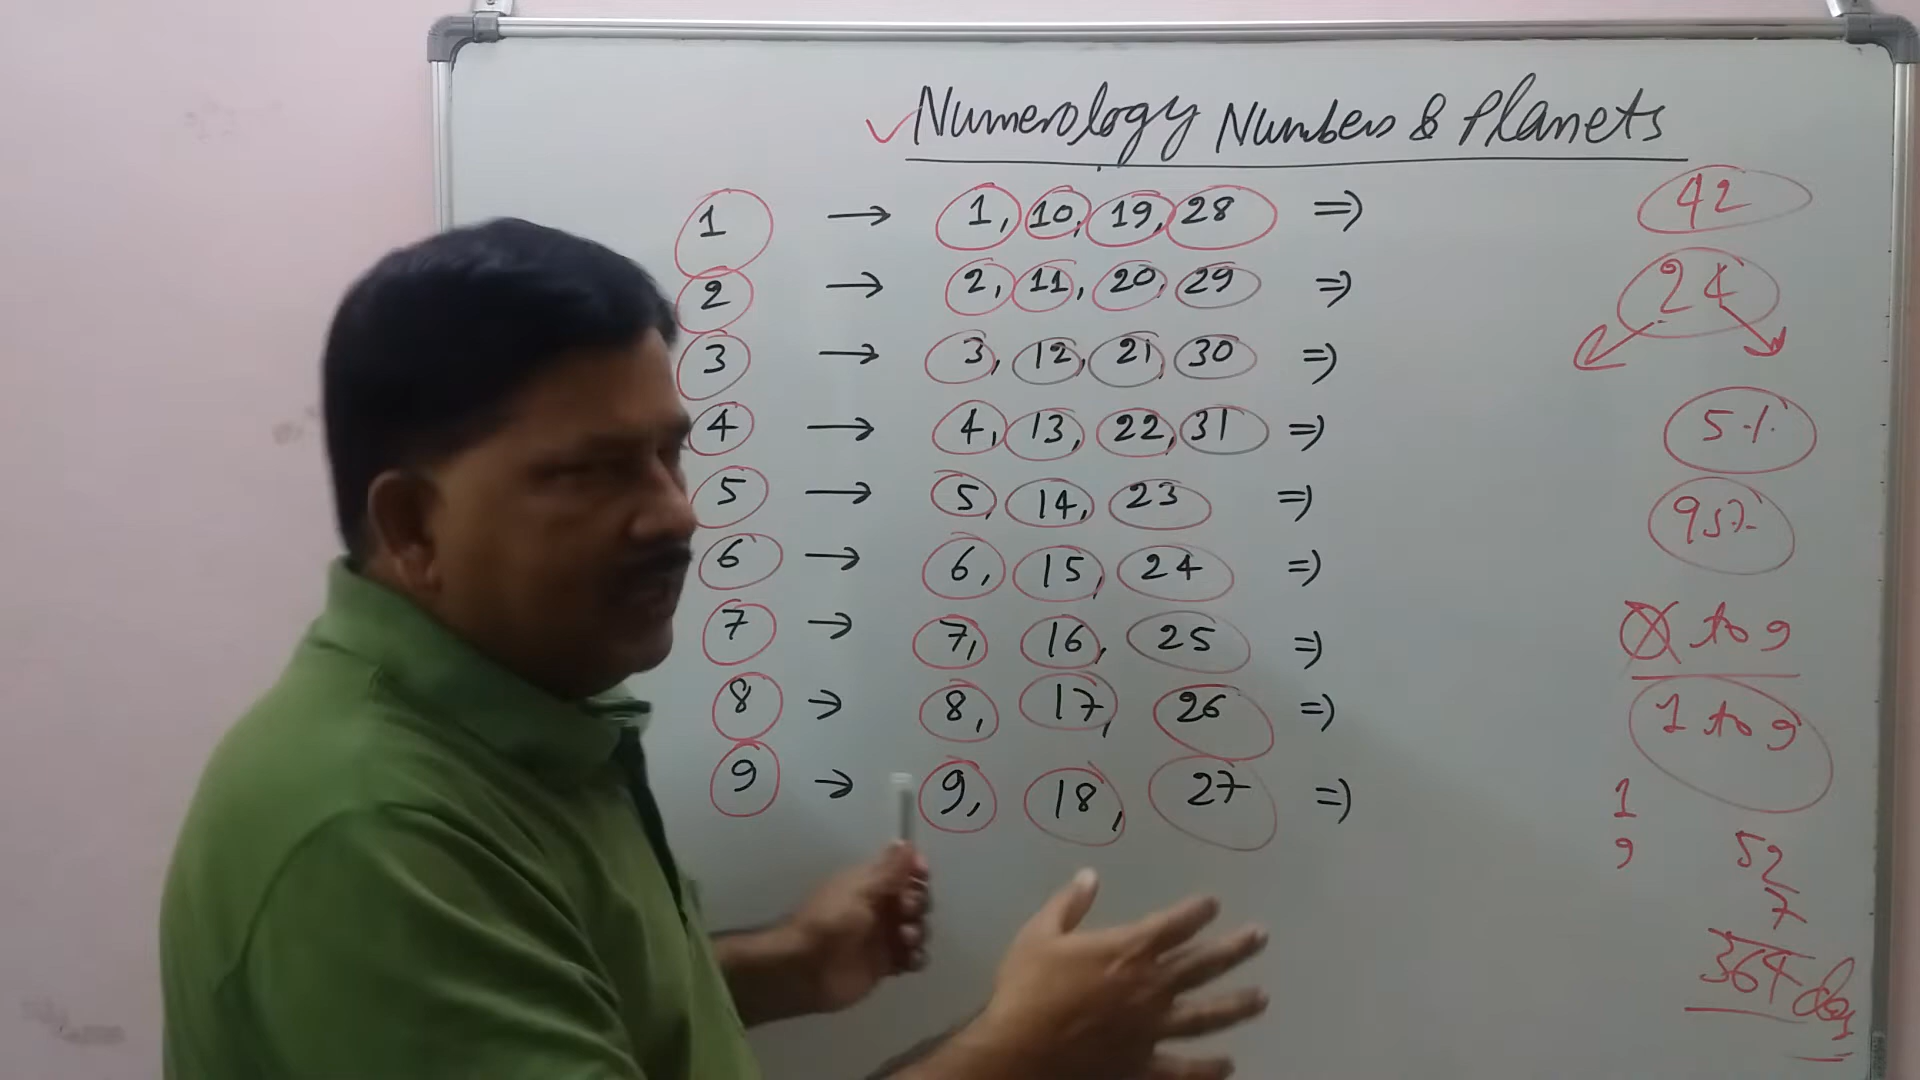 ✓ Numerology Numbers & Planets
1 → 1, 10, 19, 28 ⇒
2 → 2, 11, 20, 29 ⇒
3 → 3, 12, 21, 30 ⇒
4 → 4, 13, 22, 31 ⇒
5 → 5, 14, 23 ⇒
6 → 6, 15, 24 ⇒
7 → 7, 16, 25 ⇒
8 → 8, 17, 26 ⇒
9 → 9, 18, 27 ⇒
42
24
5%
95%
to 9
1 to 9
1
9
52
7
364 days